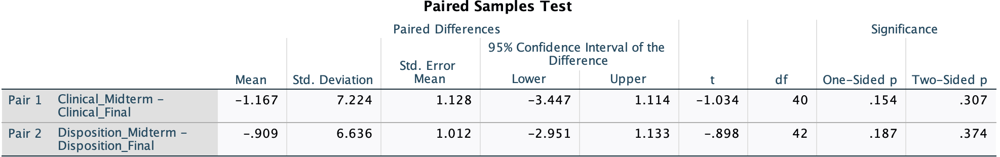 Paired Samples Test
Paired Differences
Significance
95% Confidence Interval of the
Difference
Std. Error
Mean Std. Deviation Mean Lower Upper t df One-Sided p Two-Sided p
Pair 1 Clinical_Midterm – -1.167 7.224 1.128 -3.447 1.114 -1.034 40 .154 .307
Clinical_Final
Pair 2 Disposition_Midterm – -.909 6.636 1.012 -2.951 1.133 -.898 42 .187 .374
Disposition_Final